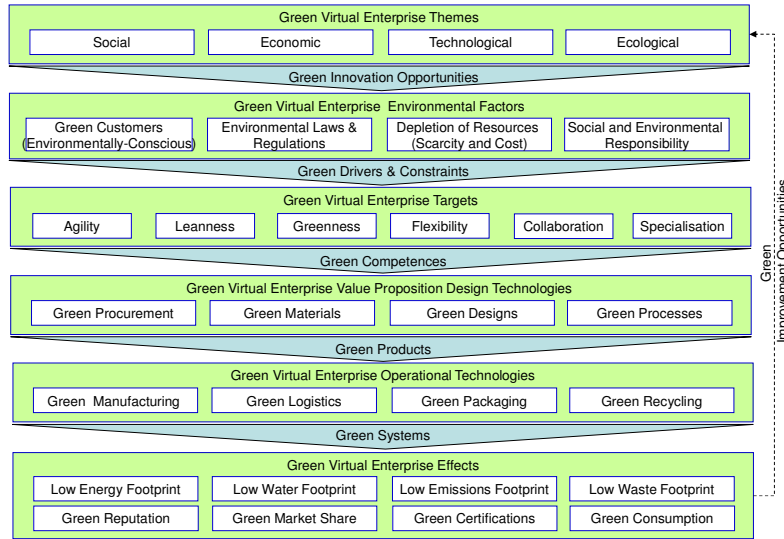 Green Virtual Enterprise Themes
Social
Economic
Technological
Ecological
Green Innovation Opportunities
Green Virtual Enterprise Environmental Factors
Green Customers
(Environmentally-Conscious)
Environmental Laws &
Regulations
Depletion of Resources
(Scarcity and Cost)
Social and Environmental
Responsibility
Green Drivers & Constraints
Green Virtual Enterprise Targets
Agility
Leanness
Greenness
Flexibility
Collaboration
Specialisation
Green Competences
Green Virtual Enterprise Value Proposition Design Technologies
Green Procurement
Green Materials
Green Designs
Green Processes
Green Products
Green Virtual Enterprise Operational Technologies
Green Manufacturing
Green Logistics
Green Packaging
Green Recycling
Green Systems
Green Virtual Enterprise Effects
Low Energy Footprint
Low Water Footprint
Low Emissions Footprint
Low Waste Footprint
Green Reputation
Green Market Share
Green Certifications
Green Consumption
Green
Improvement Opportunities